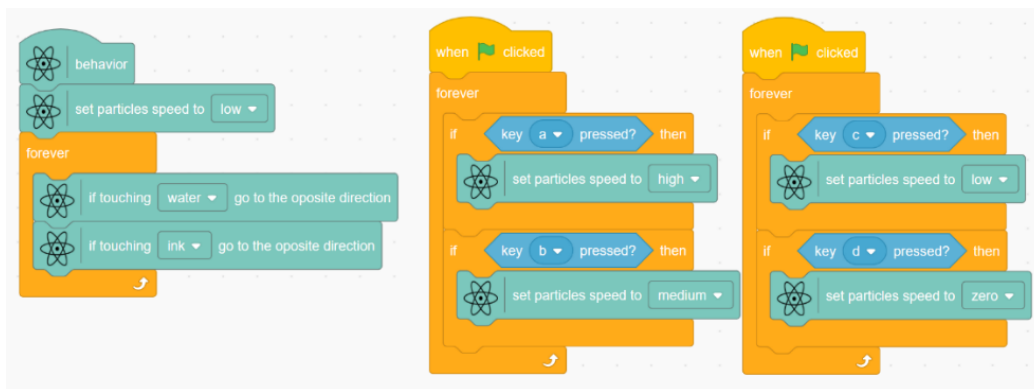 behavior
set particles speed to low
forever
if touching water go to the oposite direction
if touching ink go to the oposite direction
when clicked
forever
if key a pressed? then
set particles speed to high
if key b pressed? then
set particles speed to medium
when clicked
forever
if key c pressed? then
set particles speed to low
if key d pressed? then
set particles speed to zero